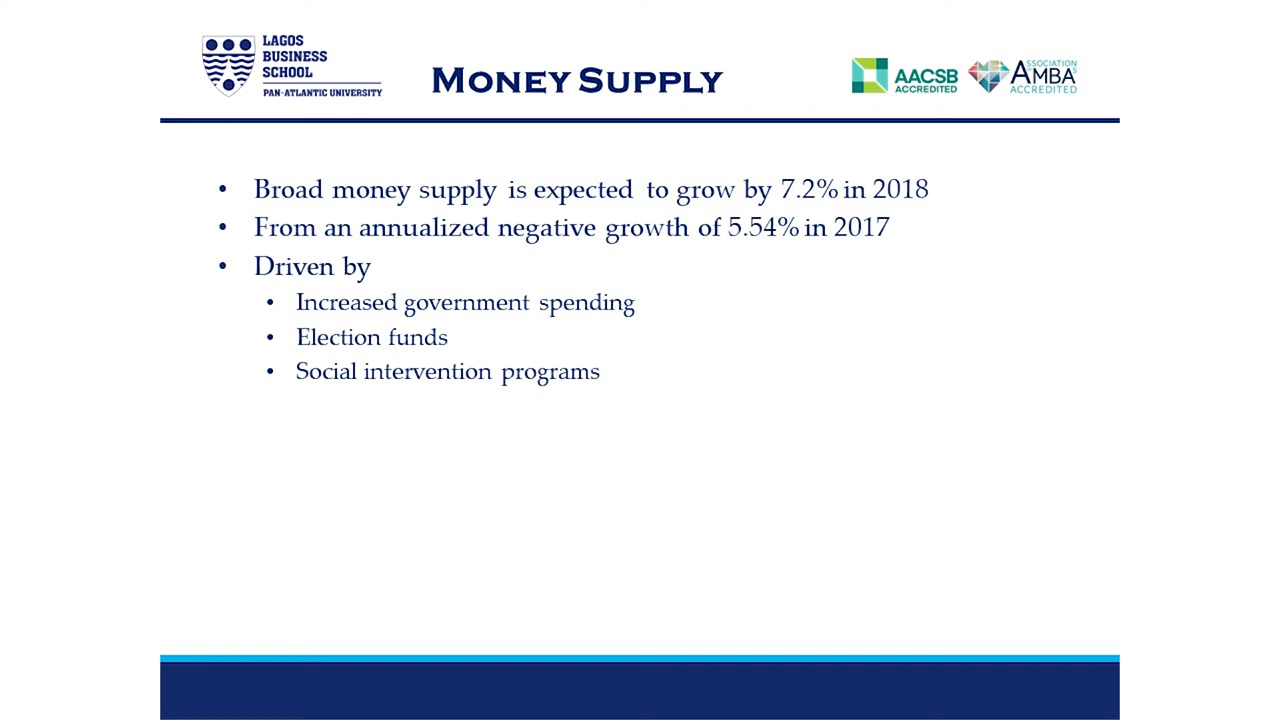 LAGOS
BUSINESS
SCHOOL
PAN-ATLANTIC UNIVERSITY
MONEY SUPPLY
AACSB
ACCREDITED
ASSOCIATION
AMBA
ACCREDITED
• Broad money supply is expected to grow by 7.2% in 2018
• From an annualized negative growth of 5.54% in 2017
• Driven by
• Increased government spending
• Election funds
• Social intervention programs